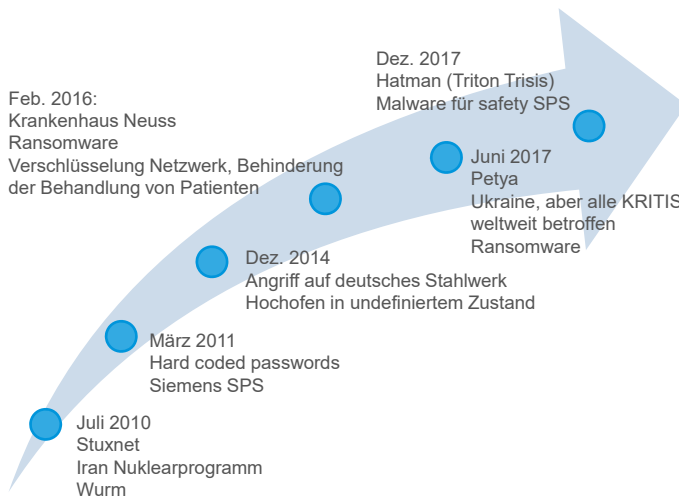 Dez. 2017
Hatman (Triton Trisis)
Malware für safety SPS
Feb. 2016:
Krankenhaus Neuss
Ransomware
Verschlüsselung Netzwerk, Behinderung
der Behandlung von Patienten
Juni 2017
Petya
Ukraine, aber alle KRITIS
weltweit betroffen
Ransomware
Dez. 2014
Angriff auf deutsches Stahlwerk
Hochofen in undefiniertem Zustand
März 2011
Hard coded passwords
Siemens SPS
Juli 2010
Stuxnet
Iran Nuklearprogramm
Wurm